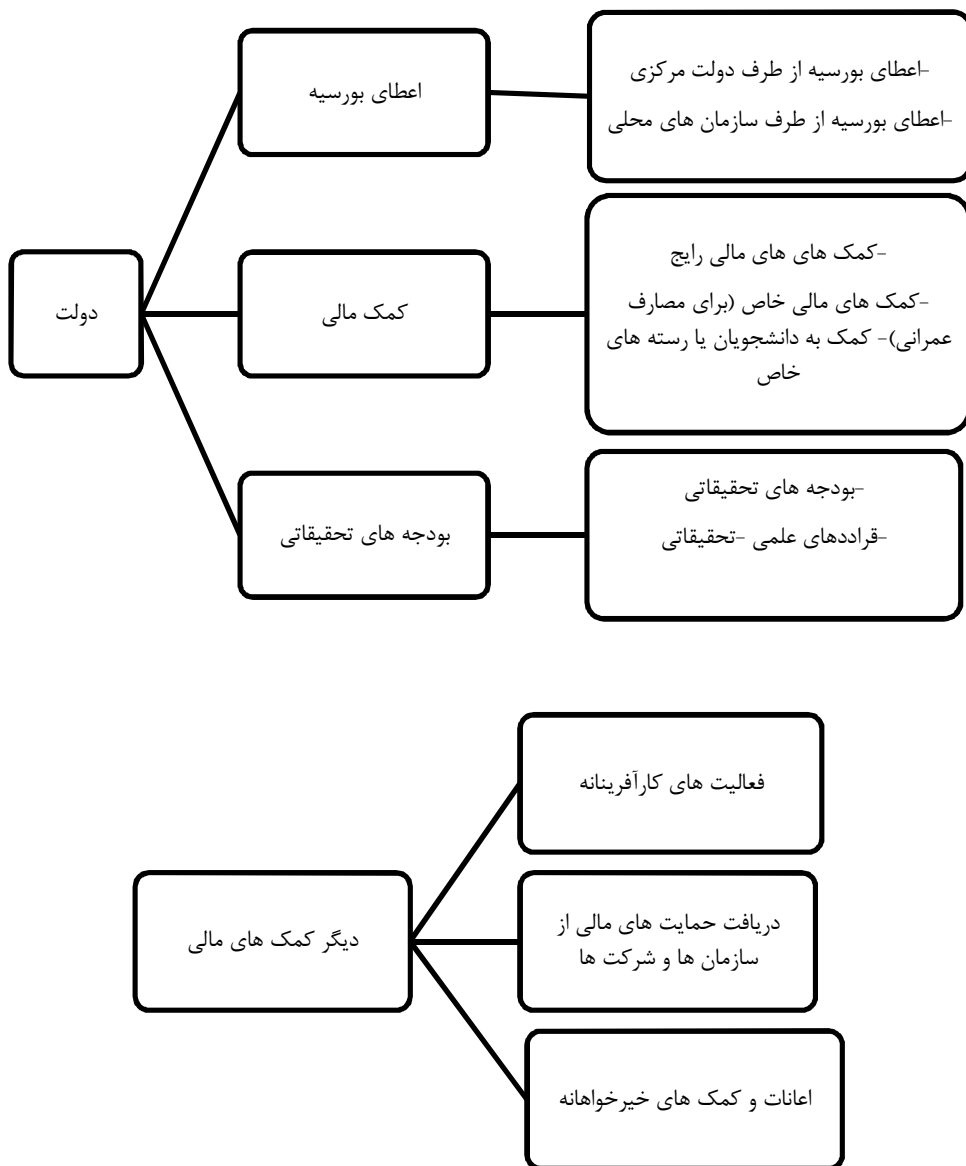 اعطای بورسیه
-اعطای بورسیه از طرف دولت مرکزی
-اعطای بورسیه از طرف سازمان های محلی
دولت
کمک مالی
-کمک های های مالی رایج
-کمک های مالی خاص (برای مصارف
عمرانی)- کمک به دانشجویان یا رسته های
خاص
بودجه های تحقیقاتی
-بودجه های تحقیقاتی
-قراددهای علمی -تحقیقاتی
دیگر کمک های مالی
فعالیت های کارآفرینانه
دریافت حمایت های مالی از
سازمان ها و شرکت ها
اعانات و کمک های خیرخواهانه